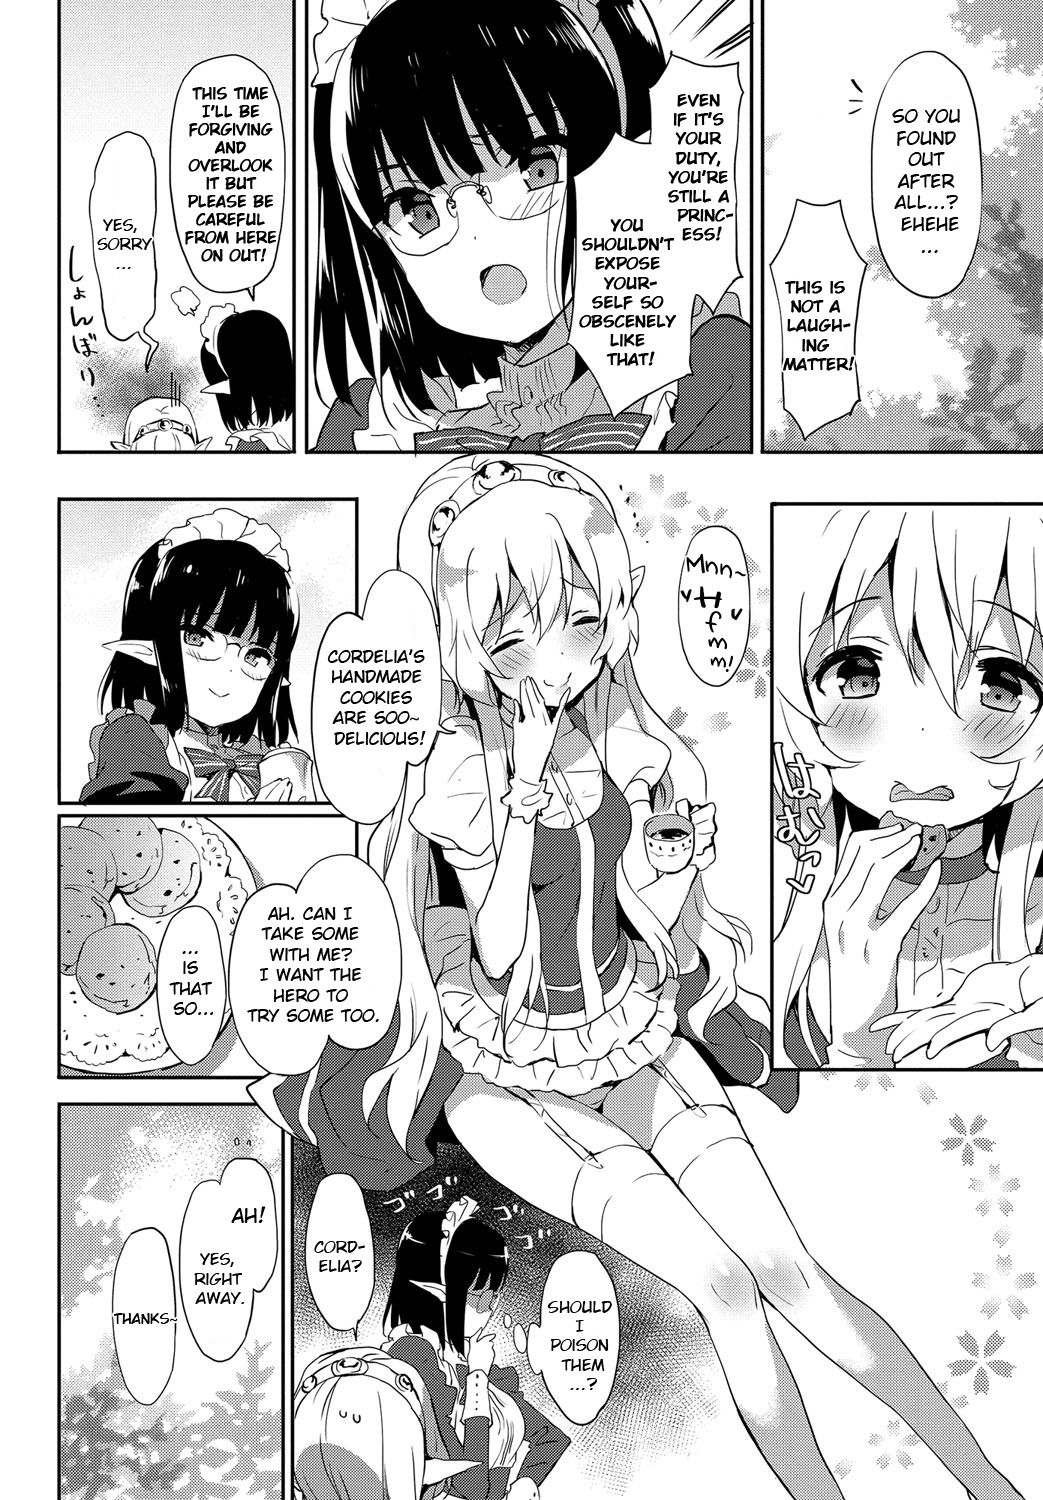 SO YOU
FOUND
OUT
AFTER
ALL...?
EHEHE
...
THIS IS
NOT A
LAUGH-
ING
MATTER!
EVEN
IF IT'S
YOUR
DUTY,
YOU'RE
STILL A
PRINC-
ESS!
YOU
SHOULDN'T
EXPOSE
YOUR-
SELF SO
OBSCENELY
LIKE
THAT!
THIS TIME
I'LL BE
FORGIVING
AND
OVERLOOK
IT BUT
PLEASE BE
CAREFUL
FROM HERE
ON OUT!
YES,
SORRY
...
しょんぼり...
はむっ
Mnn~
Hfmm!
CORDELIA'S
HANDMADE
COOKIES
ARE SOO~
DELICIOUS!
AH. CAN I
TAKE SOME
WITH ME?
I WANT THE
HERO TO
TRY SOME TOO.
...
IS
THAT
SO...
SHOULD
I
POISON
THEM
...?
ゴゴゴゴ
CORD-
ELIA?
AH!
YES,
RIGHT
AWAY.
THANKS~